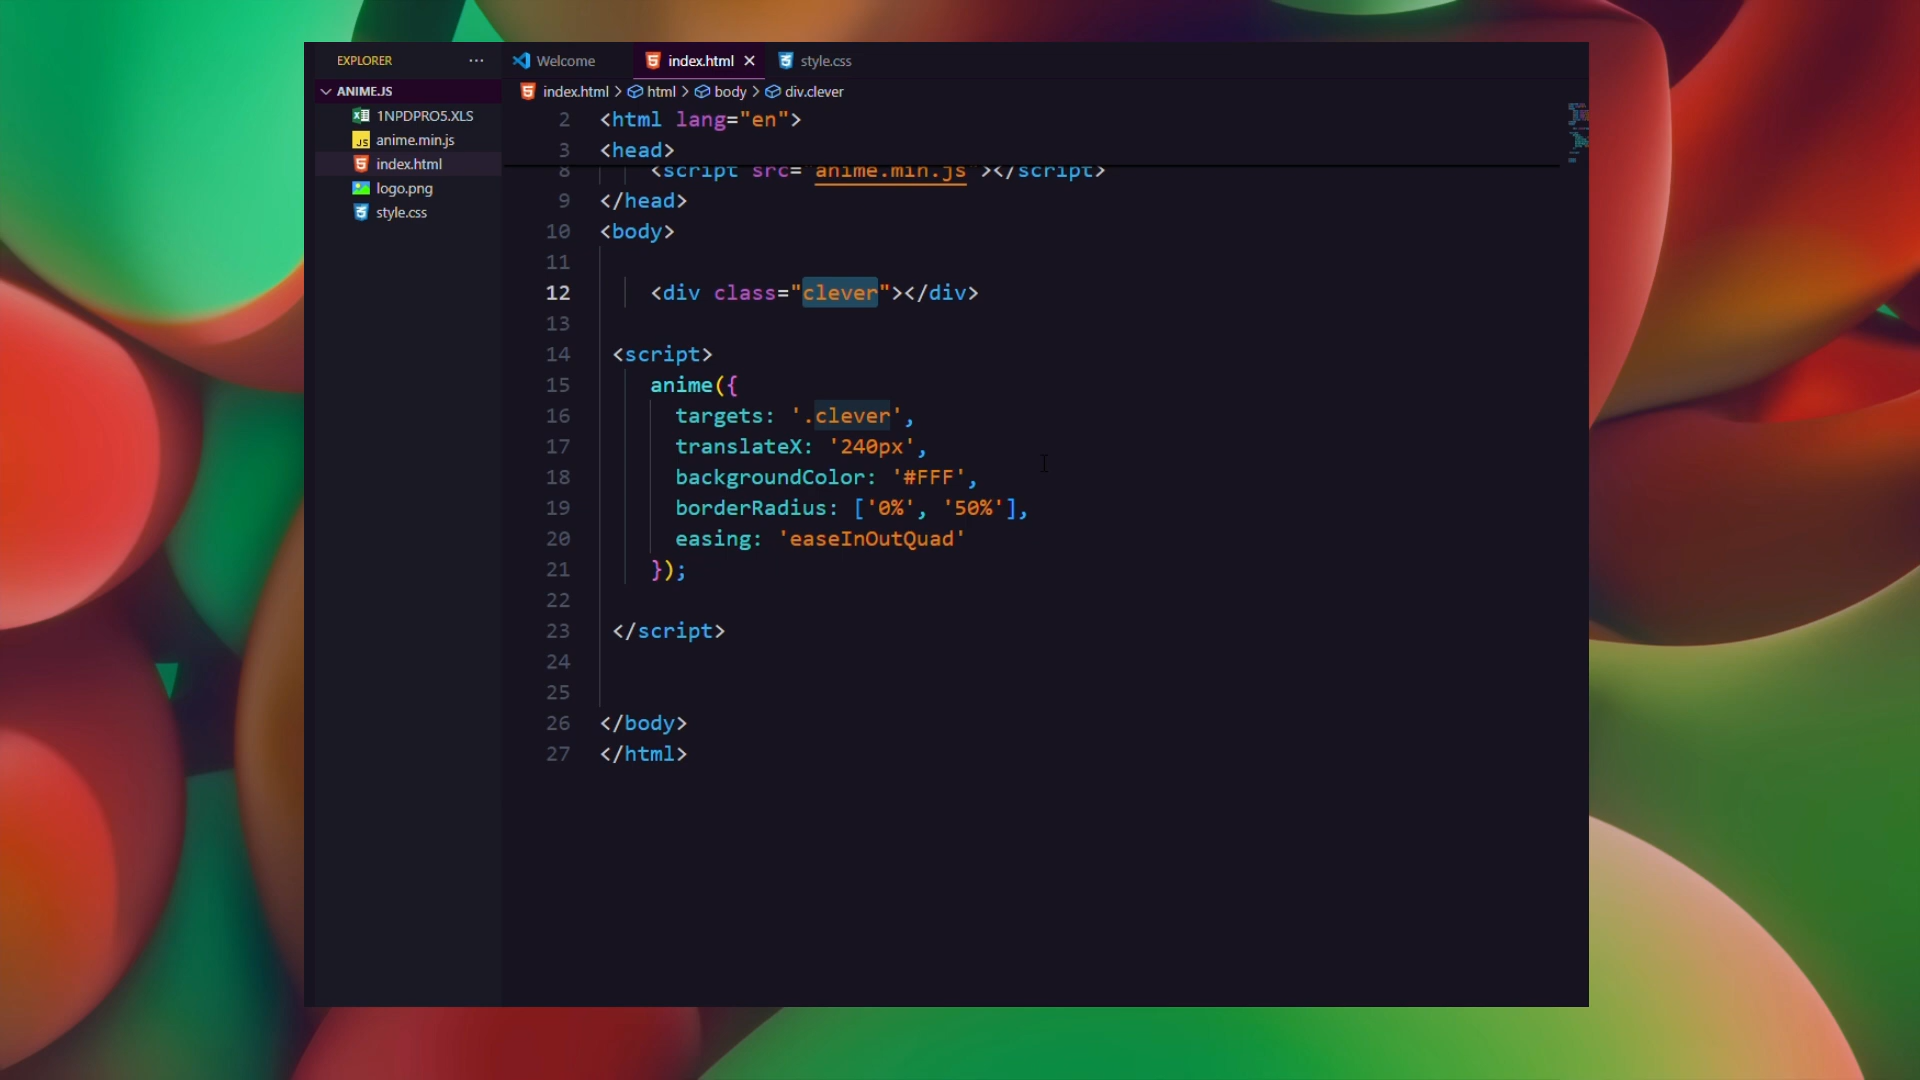 EXPLORER ···
ANIME.JS
1NPDPRO5.XLS
anime.min.js
index.html
logo.png
style.css
Welcome
index.html
style.css
index.html > html > body > div.clever
2 <html lang="en">
3 <head>
8 <script src="anime.min.js"></script>
9 </head>
10 <body>
11
12 <div class="clever"></div>
13
14 <script>
15 anime({
16 targets: '.clever',
17 translateX: '240px',
18 backgroundColor: '#FFF',
19 borderRadius: ['0%', '50%'],
20 easing: 'easeInOutQuad'
21 });
22
23 </script>
24
25
26 </body>
27 </html>